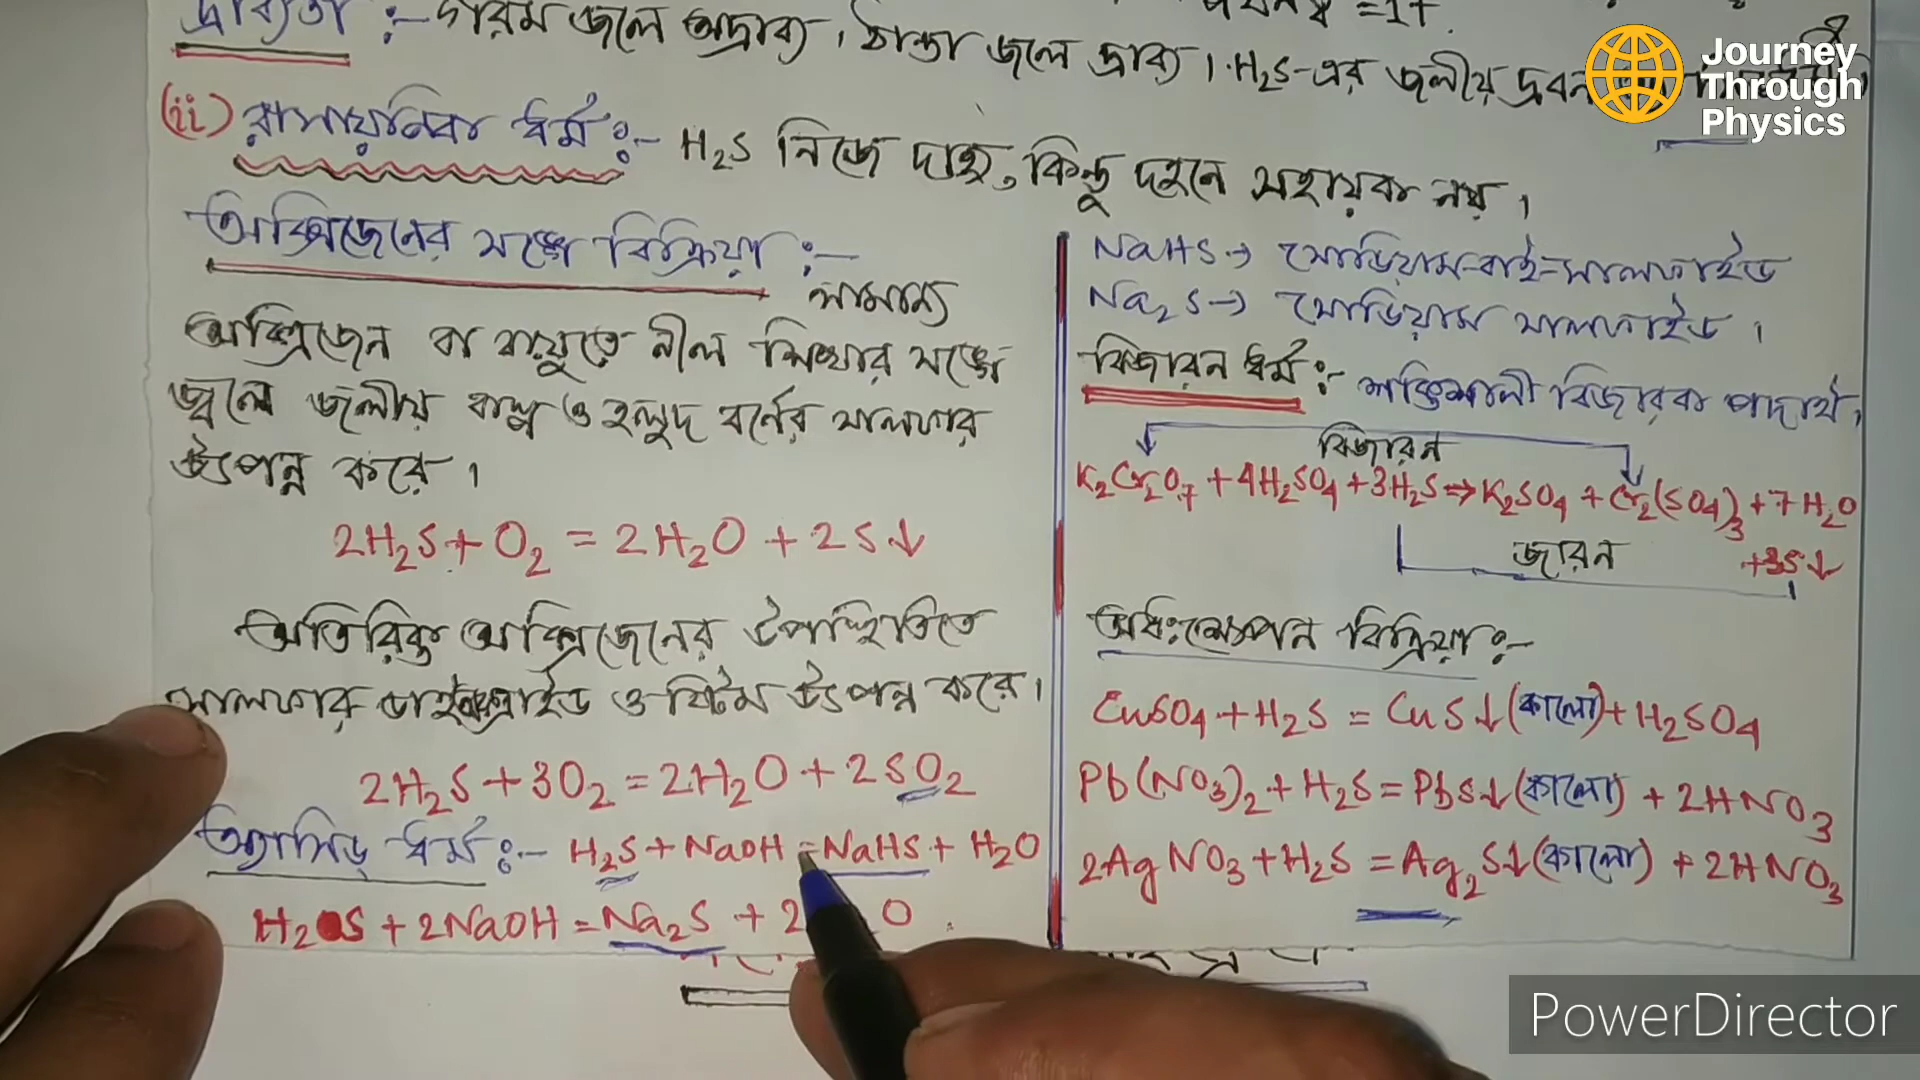 দ্রাব্যতা :- গরম জলে অদ্রাব্য, ঠান্ডা জলে দ্রাব্য। H₂S-এর জলীয় দ্রবন
Journey
Through
Physics
(ii) রাসায়নিক ধর্ম :- H₂S নিজে দাহ্য, কিন্তু দহনে সহায়ক নয়।
অক্সিজেনের সঙ্গে বিক্রিয়া :-
সামান্য
অক্সিজেন বা বায়ুতে নীল শিখার সঙ্গে
জ্বলে জলীয় বাষ্প ও হলুদ বর্নের সালফার
উৎপন্ন করে।
2H₂S + O₂ = 2H₂O + 2S↓
অতিরিক্ত অক্সিজেনের উপস্থিতিতে
সালফার ডাইঅক্সাইড ও স্টিম উৎপন্ন করে।
2H₂S + 3O₂ = 2H₂O + 2SO₂
অ্যাসিড ধর্ম :- H₂S + NaOH = NaHS + H₂O
H₂S + 2NaOH = Na₂S + 2 O
NaHS → সোডিয়াম-বাই-সালফাইড
Na₂S → সোডিয়াম সালফাইড।
বিজারন ধর্ম :- শক্তিশালী বিজারক পদার্থ,
বিজারন
K₂Cr₂O₇ + 4H₂SO₄ + 3H₂S → K₂SO₄ + Cr₂(SO₄)₃ + 7H₂O
জারন +3S↓
অধঃক্ষেপন বিক্রিয়া :-
CuSO₄ + H₂S = CuS↓ (কালো) + H₂SO₄
Pb(NO₃)₂ + H₂S = PbS↓ (কালো) + 2HNO₃
2AgNO₃ + H₂S = Ag₂S↓ (কালো) + 2HNO₃
PowerDirector